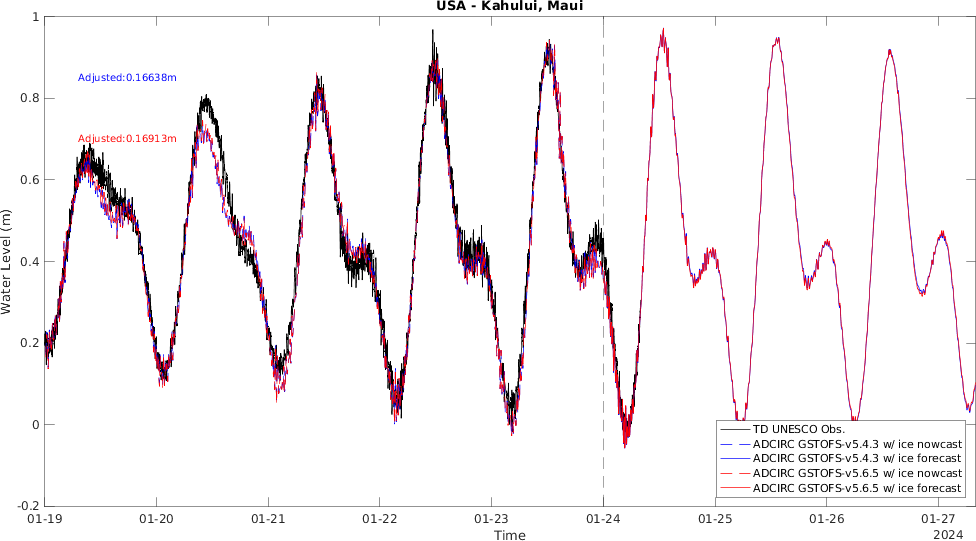 USA - Kahului, Maui
1
0.8
0.6
0.4
0.2
0
-0.2
Water Level (m)
Adjusted:0.16638m
Adjusted:0.16913m
TD UNESCO Obs.
ADCIRC GSTOFS-v5.4.3 w/ ice nowcast
ADCIRC GSTOFS-v5.4.3 w/ ice forecast
ADCIRC GSTOFS-v5.6.5 w/ ice nowcast
ADCIRC GSTOFS-v5.6.5 w/ ice forecast
01-19 01-20 01-21 01-22 01-23 01-24 01-25 01-26 01-27
Time
2024